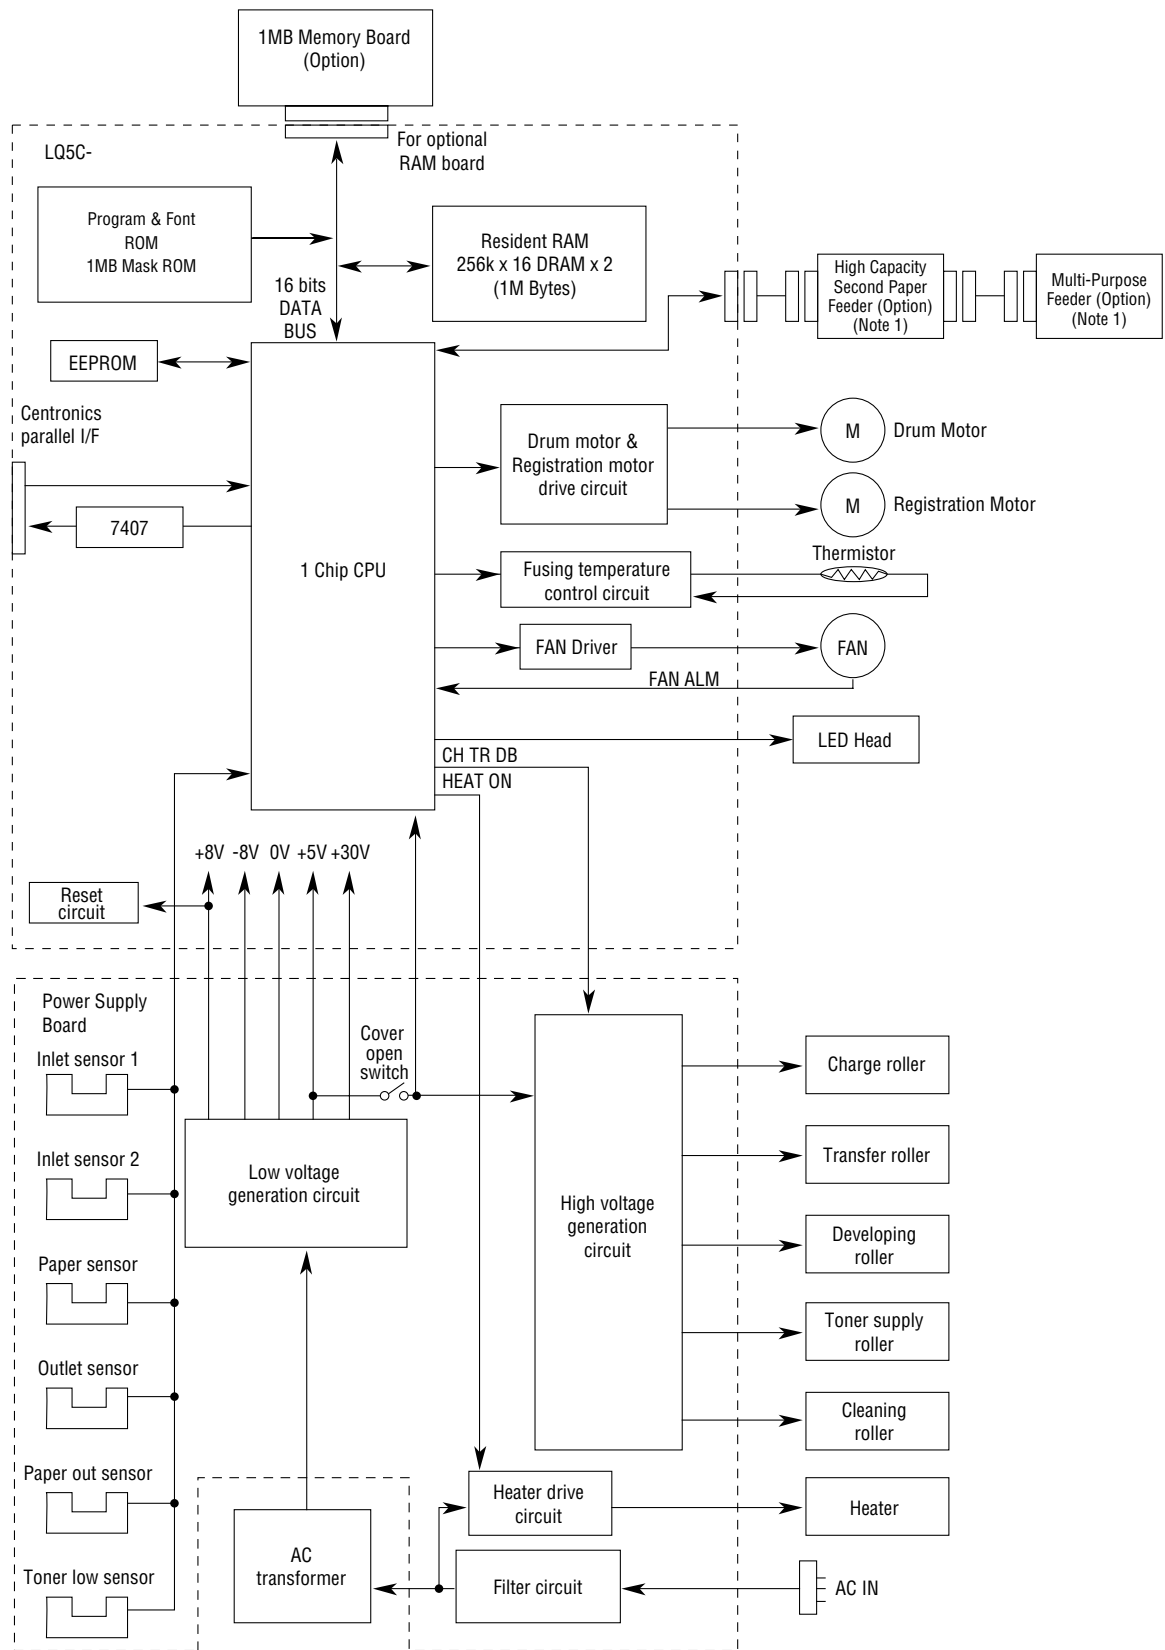 1MB Memory Board
(Option)
For optional
RAM board
LQ5C-
Program & Font
ROM
1MB Mask ROM
16 bits
DATA
BUS
Resident RAM
256k x 16 DRAM x 2
(1M Bytes)
High Capacity
Second Paper
Feeder (Option)
(Note 1)
Multi-Purpose
Feeder (Option)
(Note 1)
EEPROM
Centronics
parallel I/F
7407
1 Chip CPU
Drum motor &
Registration motor
drive circuit
M
Drum Motor
M
Registration Motor
Thermistor
Fusing temperature
control circuit
FAN Driver
FAN
FAN ALM
LED Head
CH TR DB
HEAT ON
+8V
-8V
0V
+5V
+30V
Reset
circuit
Power Supply
Board
Cover
open
switch
Inlet sensor 1
Inlet sensor 2
Paper sensor
Outlet sensor
Paper out sensor
Toner low sensor
Low voltage
generation circuit
High voltage
generation
circuit
Charge roller
Transfer roller
Developing
roller
Toner supply
roller
Cleaning
roller
Heater drive
circuit
Heater
AC
transformer
Filter circuit
AC IN